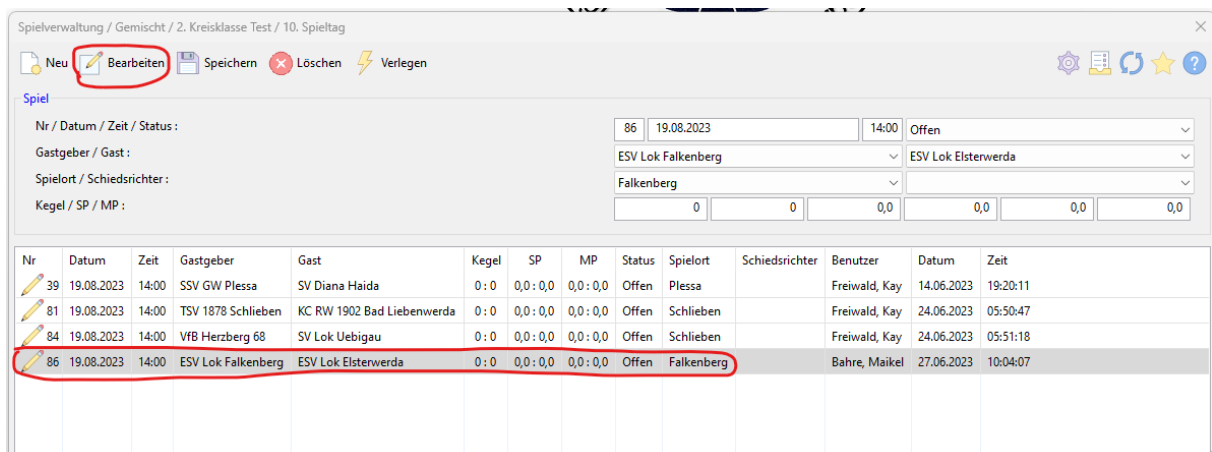 Spielverwaltung / Gemischt / 2. Kreisklasse Test / 10. Spieltag
Neu Bearbeiten Speichern Löschen Verlegen
Spiel
Nr / Datum / Zeit / Status : 86 19.08.2023 14:00 Offen
Gastgeber / Gast : ESV Lok Falkenberg ESV Lok Elsterwerda
Spielort / Schiedsrichter : Falkenberg
Kegel / SP / MP : 0 0 0,0 0,0 0,0 0,0
Nr Datum Zeit Gastgeber Gast Kegel SP MP Status Spielort Schiedsrichter Benutzer Datum Zeit
39 19.08.2023 14:00 SSV GW Plessa SV Diana Haida 0 : 0 0,0 : 0,0 0,0 : 0,0 Offen Plessa Freiwald, Kay 14.06.2023 19:20:11
81 19.08.2023 14:00 TSV 1878 Schlieben KC RW 1902 Bad Liebenwerda 0 : 0 0,0 : 0,0 0,0 : 0,0 Offen Schlieben Freiwald, Kay 24.06.2023 05:50:47
84 19.08.2023 14:00 VfB Herzberg 68 SV Lok Uebigau 0 : 0 0,0 : 0,0 0,0 : 0,0 Offen Schlieben Freiwald, Kay 24.06.2023 05:51:18
86 19.08.2023 14:00 ESV Lok Falkenberg ESV Lok Elsterwerda 0 : 0 0,0 : 0,0 0,0 : 0,0 Offen Falkenberg Bahre, Maikel 27.06.2023 10:04:07